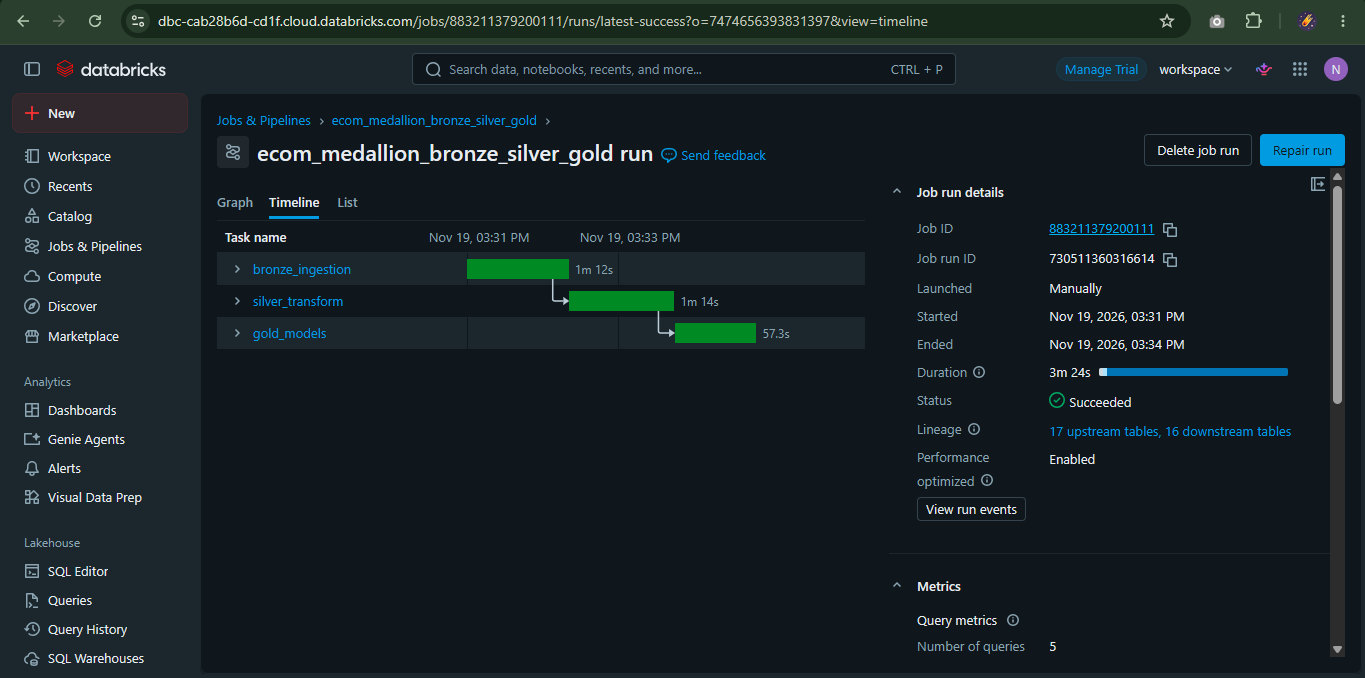 dbc-cab28b6d-cd1f.cloud.databricks.com/jobs/883211379200111/runs/latest-success?o=7474656393831397&view=timeline
databricks
Search data, notebooks, recents, and more...
CTRL + P
Manage Trial
workspace
N
New
Workspace
Recents
Catalog
Jobs & Pipelines
Compute
Discover
Marketplace
Analytics
Dashboards
Genie Agents
Alerts
Visual Data Prep
Lakehouse
SQL Editor
Queries
Query History
SQL Warehouses
Jobs & Pipelines › ecom_medallion_bronze_silver_gold ›
ecom_medallion_bronze_silver_gold run
Send feedback
Delete job run
Repair run
Graph
Timeline
List
Task name
Nov 19, 03:31 PM
Nov 19, 03:33 PM
bronze_ingestion
1m 12s
silver_transform
1m 14s
gold_models
57.3s
Job run details
Job ID
883211379200111
Job run ID
730511360316614
Launched
Manually
Started
Nov 19, 2026, 03:31 PM
Ended
Nov 19, 2026, 03:34 PM
Duration
3m 24s
Status
Succeeded
Lineage
17 upstream tables, 16 downstream tables
Performance
optimized
Enabled
View run events
Metrics
Query metrics
Number of queries
5